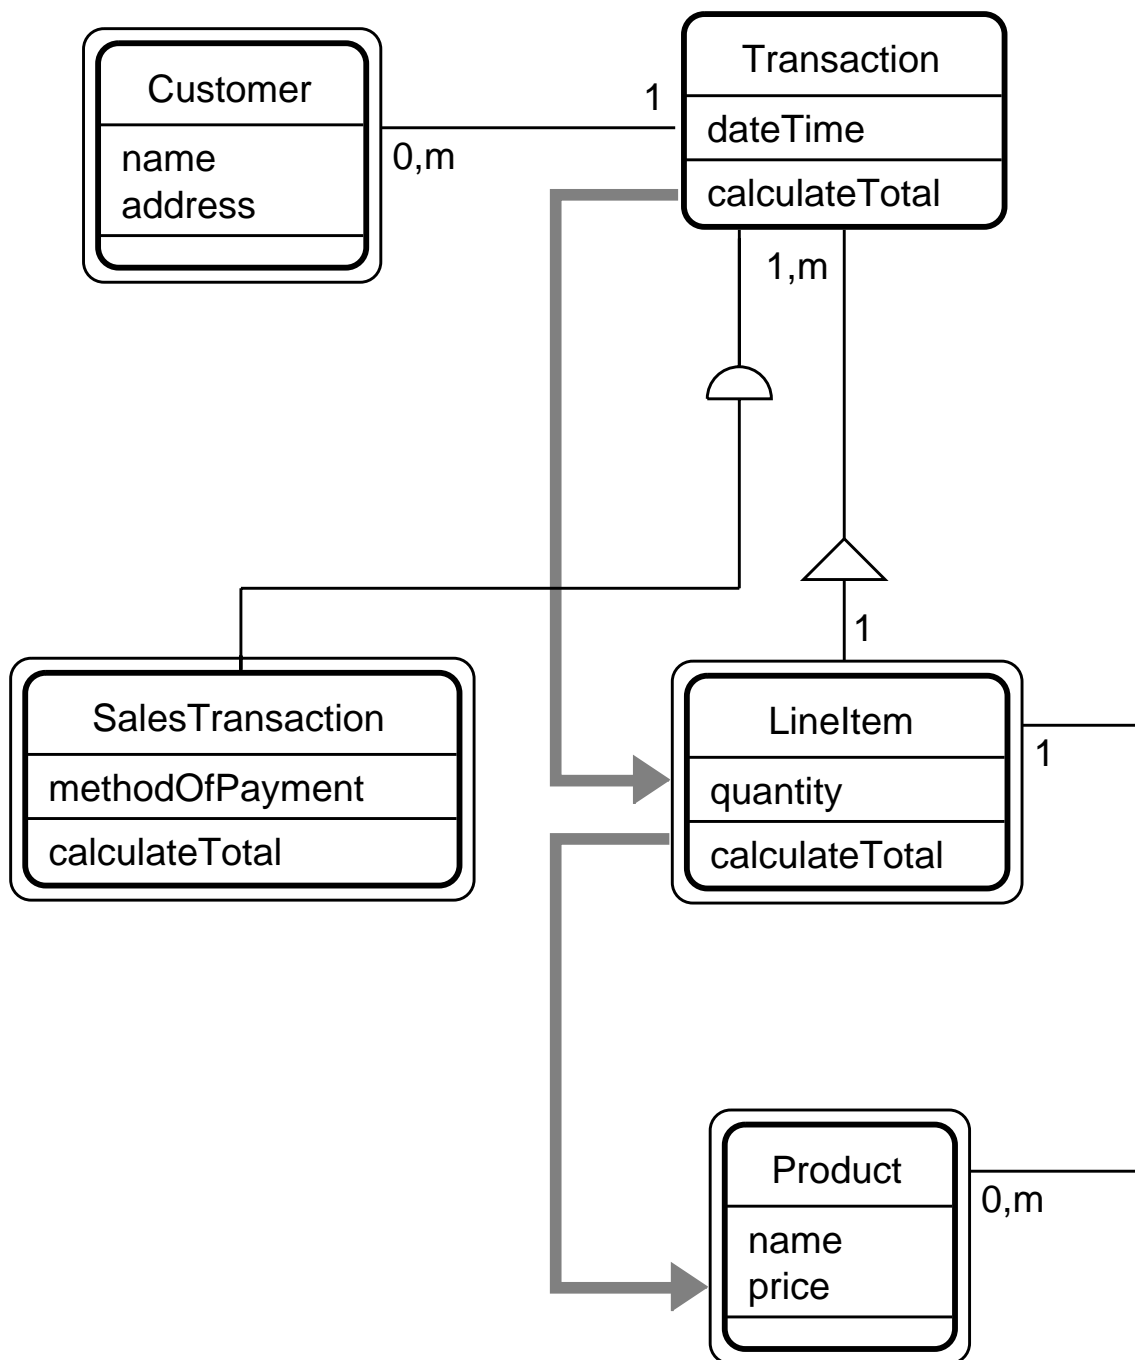 Customer
name
address
0,m
1
Transaction
dateTime
calculateTotal
1,m
1
SalesTransaction
methodOfPayment
calculateTotal
LineItem
quantity
calculateTotal
1
Product
name
price
0,m